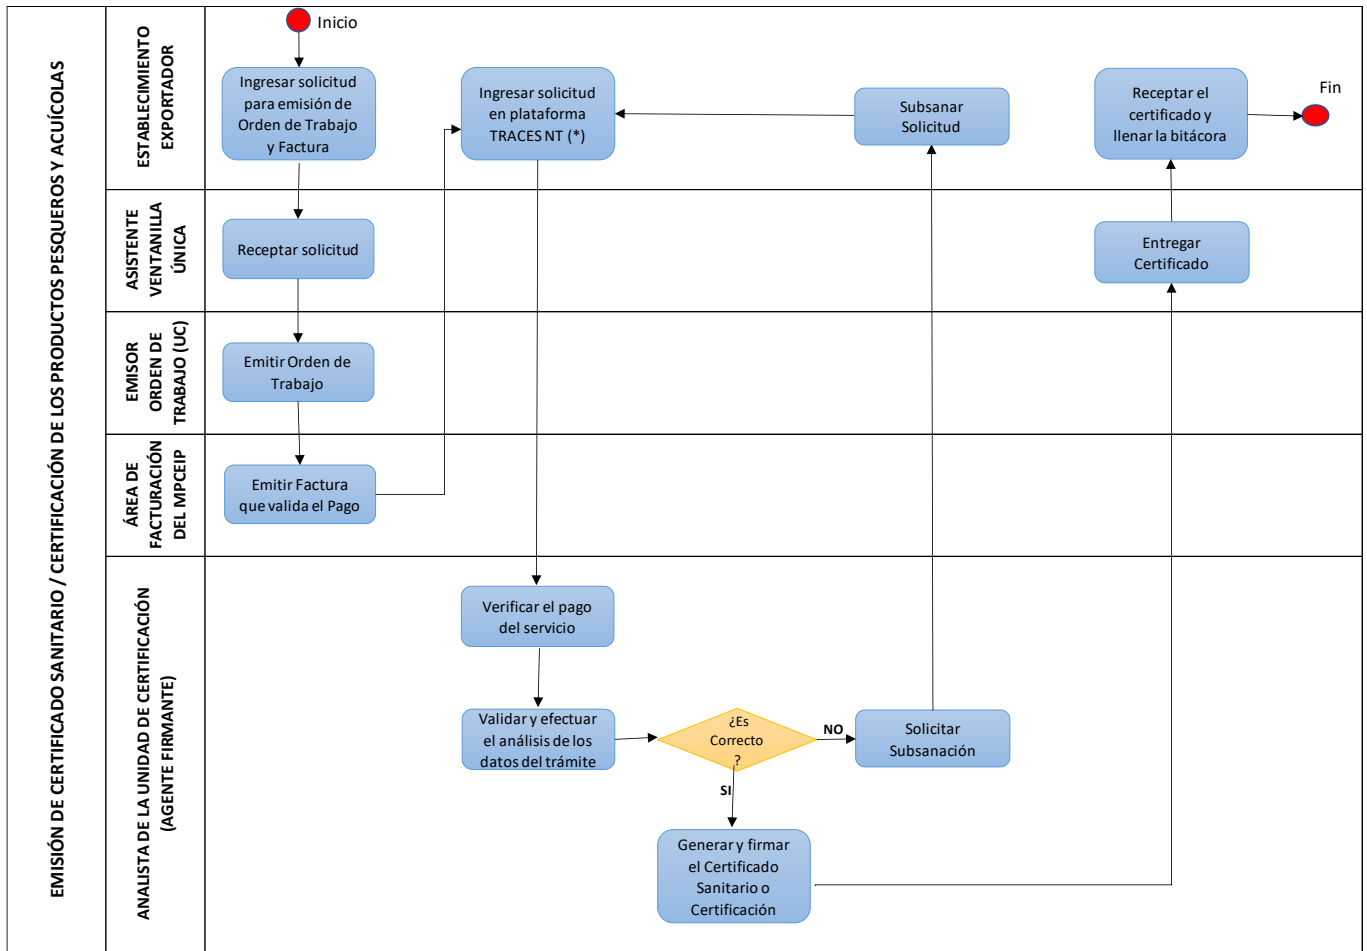 EMISIÓN DE CERTIFICADO SANITARIO / CERTIFICACIÓN DE LOS PRODUCTOS PESQUEROS Y ACUÍCOLAS
ESTABLECIMIENTO
EXPORTADOR
Inicio
Ingresar solicitud
para emisión de
Orden de Trabajo
y Factura
Ingresar solicitud
en plataforma
TRACES NT (*)
Subsanar
Solicitud
Receptar el
certificado y
llenar la bitácora
Fin
ASISTENTE
VENTANILLA
ÚNICA
Receptar solicitud
Entregar
Certificado
EMISOR
ORDEN DE
TRABAJO (UC)
Emitir Orden de
Trabajo
ÁREA DE
FACTURACIÓN
DEL MPCEIP
Emitir Factura
que valida el Pago
ANALISTA DE LA UNIDAD DE CERTIFICACIÓN
(AGENTE FIRMANTE)
Verificar el pago
del servicio
Validar y efectuar
el análisis de los
datos del trámite
¿Es
Correcto
?
NO
Solicitar
Subsanación
SI
Generar y firmar
el Certificado
Sanitario o
Certificación